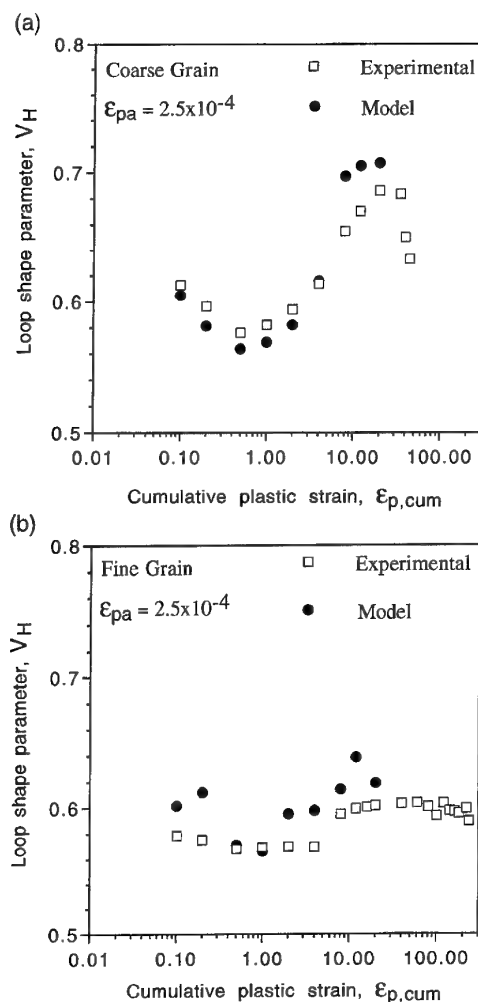 (a)
0.8
Coarse Grain
□ Experimental
εpa = 2.5x10-4
● Model
0.7
0.6
0.5
Loop shape parameter, VH
0.01 0.10 1.00 10.00 100.00
Cumulative plastic strain, εp,cum
(b)
0.8
Fine Grain
□ Experimental
εpa = 2.5x10-4
● Model
0.7
0.6
0.5
Loop shape parameter, VH
0.01 0.10 1.00 10.00 100.00
Cumulative plastic strain, εp,cum